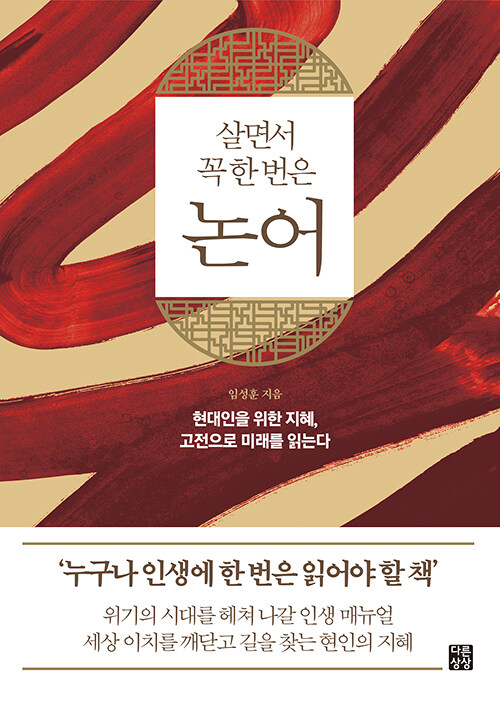 살면서
꼭 한 번은
논어
임성훈 지음
현대인을 위한 지혜,
고전으로 미래를 읽는다
‘누구나 인생에 한 번은 읽어야 할 책’
위기의 시대를 헤쳐 나갈 인생 매뉴얼
세상 이치를 깨닫고 길을 찾는 현인의 지혜
다른
상상